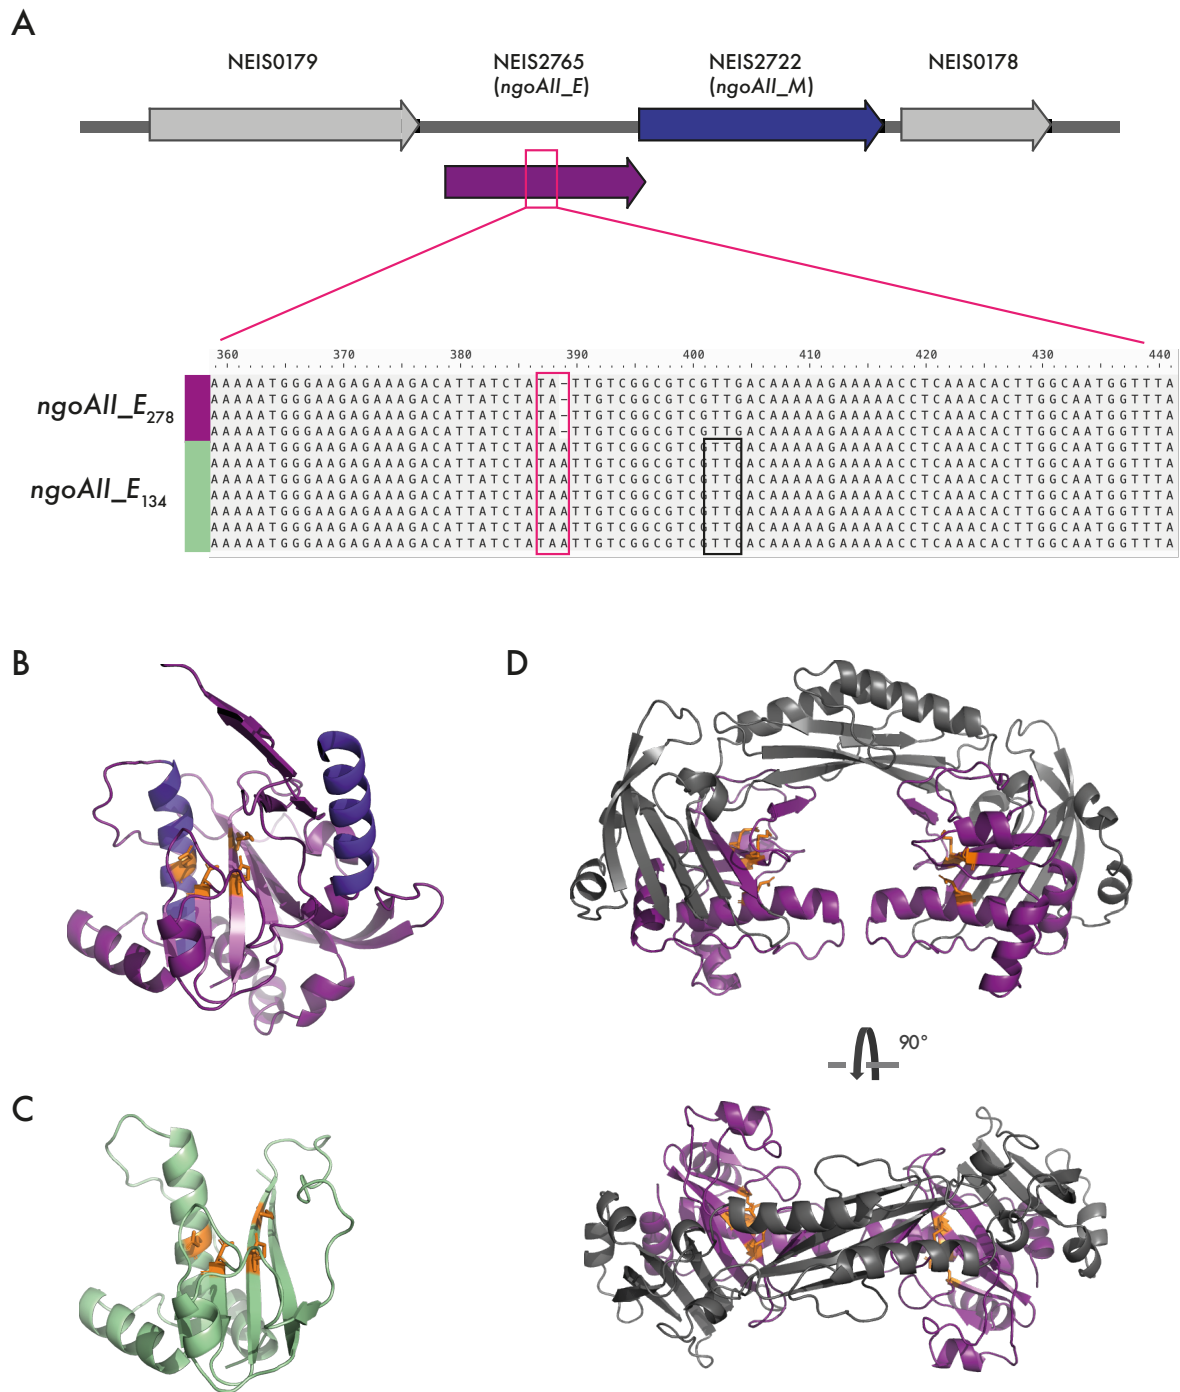 A
NEIS0179
NEIS2765
(ngoAII_E)
NEIS2722
(ngoAII_M)
NEIS0178
360 370 380 390 400 410 420 430 440
ngoAII_E278
AAAAATGGGAAGAGAAAGACATTATCTATA–TTGTCGGCGTCGTTGACAAAAAGAAAAACCTCAAACACTTGGCAATGGTTTA
AAAAATGGGAAGAGAAAGACATTATCTATA–TTGTCGGCGTCGTTGACAAAAAGAAAAACCTCAAACACTTGGCAATGGTTTA
AAAAATGGGAAGAGAAAGACATTATCTATA–TTGTCGGCGTCGTTGACAAAAAGAAAAACCTCAAACACTTGGCAATGGTTTA
AAAAATGGGAAGAGAAAGACATTATCTATA–TTGTCGGCGTCGTTGACAAAAAGAAAAACCTCAAACACTTGGCAATGGTTTA
ngoAII_E134
AAAAATGGGAAGAGAAAGACATTATCTATAATTGTCGGCGTCGTTGACAAAAAGAAAAACCTCAAACACTTGGCAATGGTTTA
AAAAATGGGAAGAGAAAGACATTATCTATAATTGTCGGCGTCGTTGACAAAAAGAAAAACCTCAAACACTTGGCAATGGTTTA
AAAAATGGGAAGAGAAAGACATTATCTATAATTGTCGGCGTCGTTGACAAAAAGAAAAACCTCAAACACTTGGCAATGGTTTA
AAAAATGGGAAGAGAAAGACATTATCTATAATTGTCGGCGTCGTTGACAAAAAGAAAAACCTCAAACACTTGGCAATGGTTTA
AAAAATGGGAAGAGAAAGACATTATCTATAATTGTCGGCGTCGTTGACAAAAAGAAAAACCTCAAACACTTGGCAATGGTTTA
AAAAATGGGAAGAGAAAGACATTATCTATAATTGTCGGCGTCGTTGACAAAAAGAAAAACCTCAAACACTTGGCAATGGTTTA
AAAAATGGGAAGAGAAAGACATTATCTATAATTGTCGGCGTCGTTGACAAAAAGAAAAACCTCAAACACTTGGCAATGGTTTA
B
D
90°
C